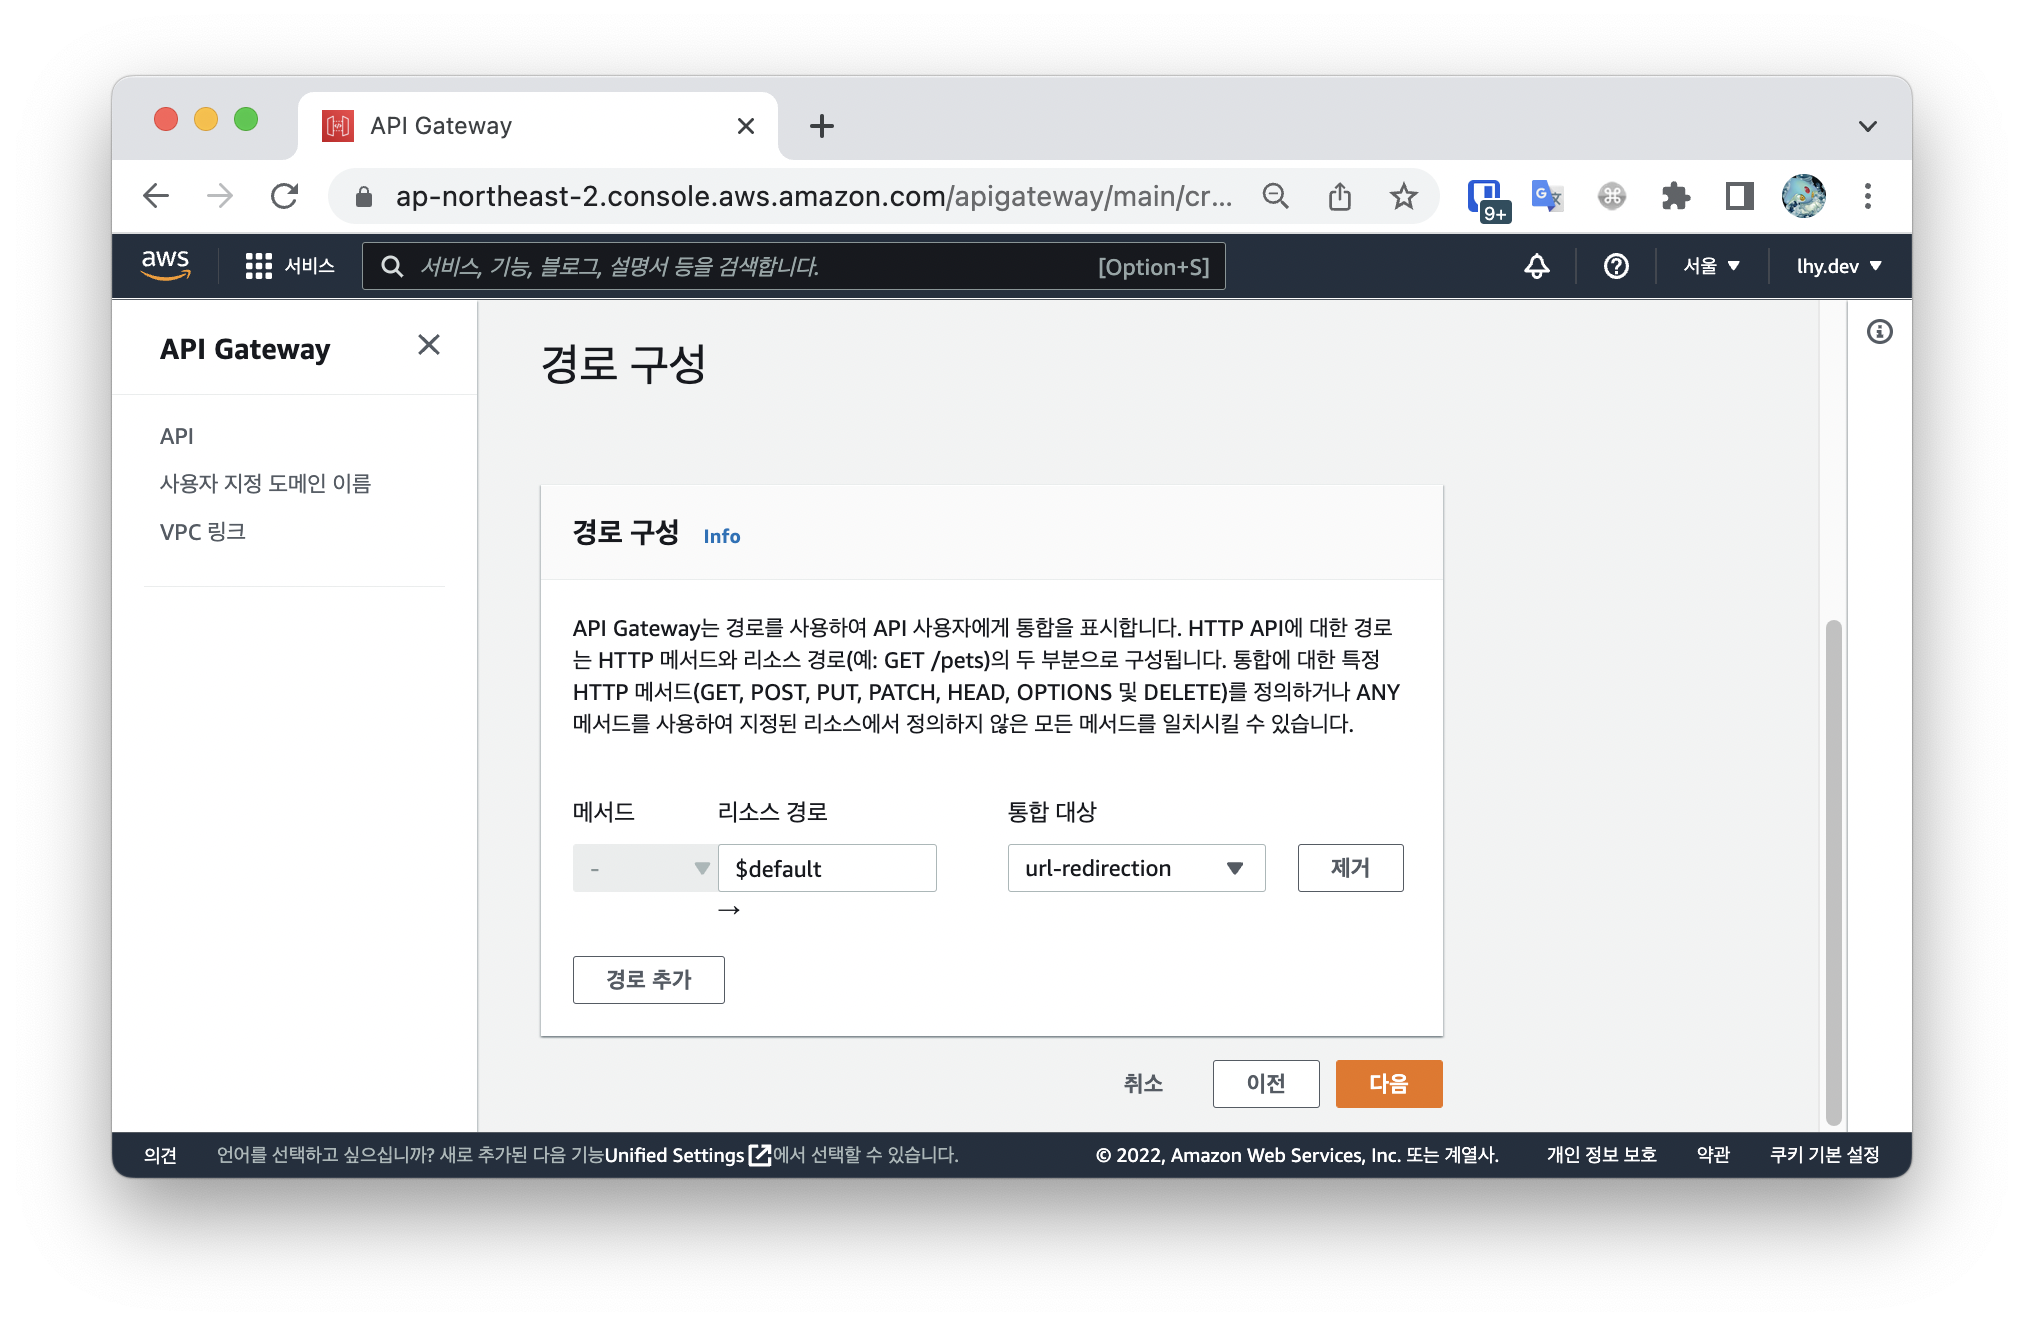 API Gateway
ap-northeast-2.console.aws.amazon.com/apigateway/main/cr...
9+
aws
서비스
서비스, 기능, 블로그, 설명서 등을 검색합니다.
[Option+S]
서울
lhy.dev
API Gateway
API
사용자 지정 도메인 이름
VPC 링크
경로 구성
경로 구성 Info
API Gateway는 경로를 사용하여 API 사용자에게 통합을 표시합니다. HTTP API에 대한 경로
는 HTTP 메서드와 리소스 경로(예: GET /pets)의 두 부분으로 구성됩니다. 통합에 대한 특정
HTTP 메서드(GET, POST, PUT, PATCH, HEAD, OPTIONS 및 DELETE)를 정의하거나 ANY
메서드를 사용하여 지정된 리소스에서 정의하지 않은 모든 메서드를 일치시킬 수 있습니다.
메서드 리소스 경로 통합 대상
- $default url-redirection 제거
→
경로 추가
취소 이전 다음
의견 언어를 선택하고 싶으십니까? 새로 추가된 다음 기능Unified Settings에서 선택할 수 있습니다. © 2022, Amazon Web Services, Inc. 또는 계열사. 개인 정보 보호 약관 쿠키 기본 설정